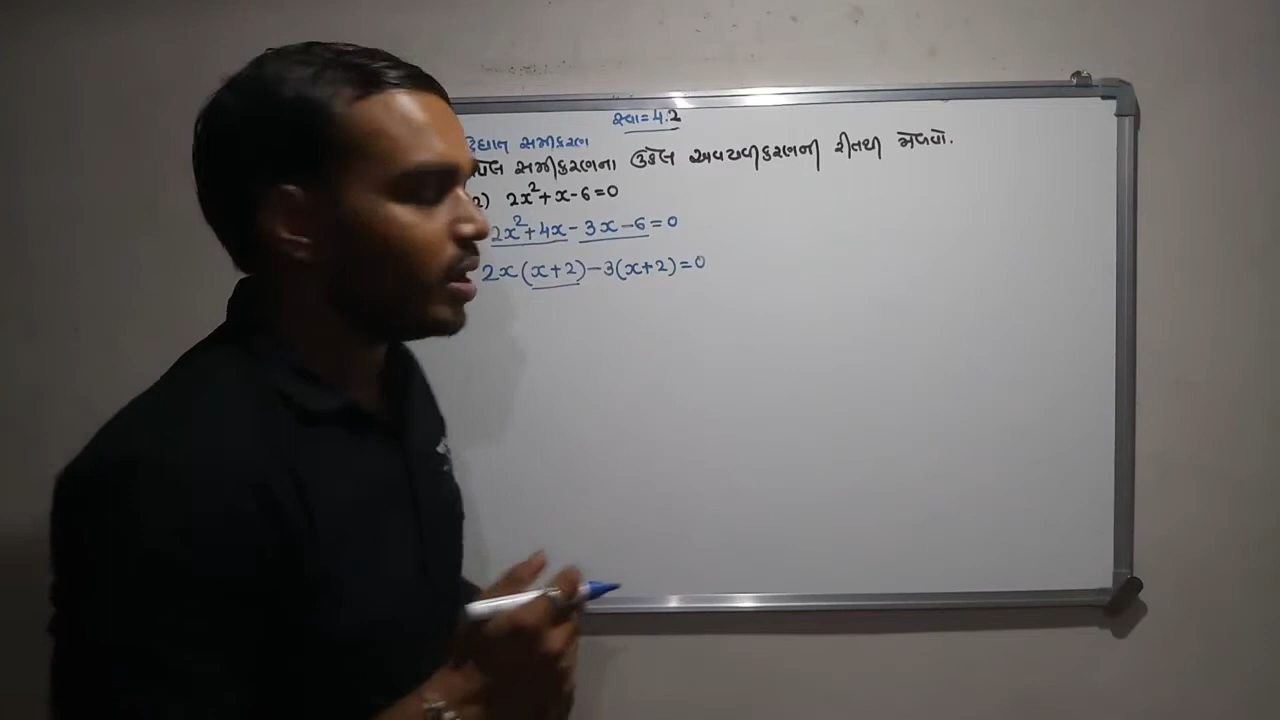 સ્વા = 4.2
દ્વિઘાત સમીકરણ
આપેલ સમીકરણના ઉકેલ અવયવીકરણની રીતથી મેળવો.
2) 2x² + x - 6 = 0
2x² + 4x - 3x - 6 = 0
2x (x + 2) - 3 (x + 2) = 0